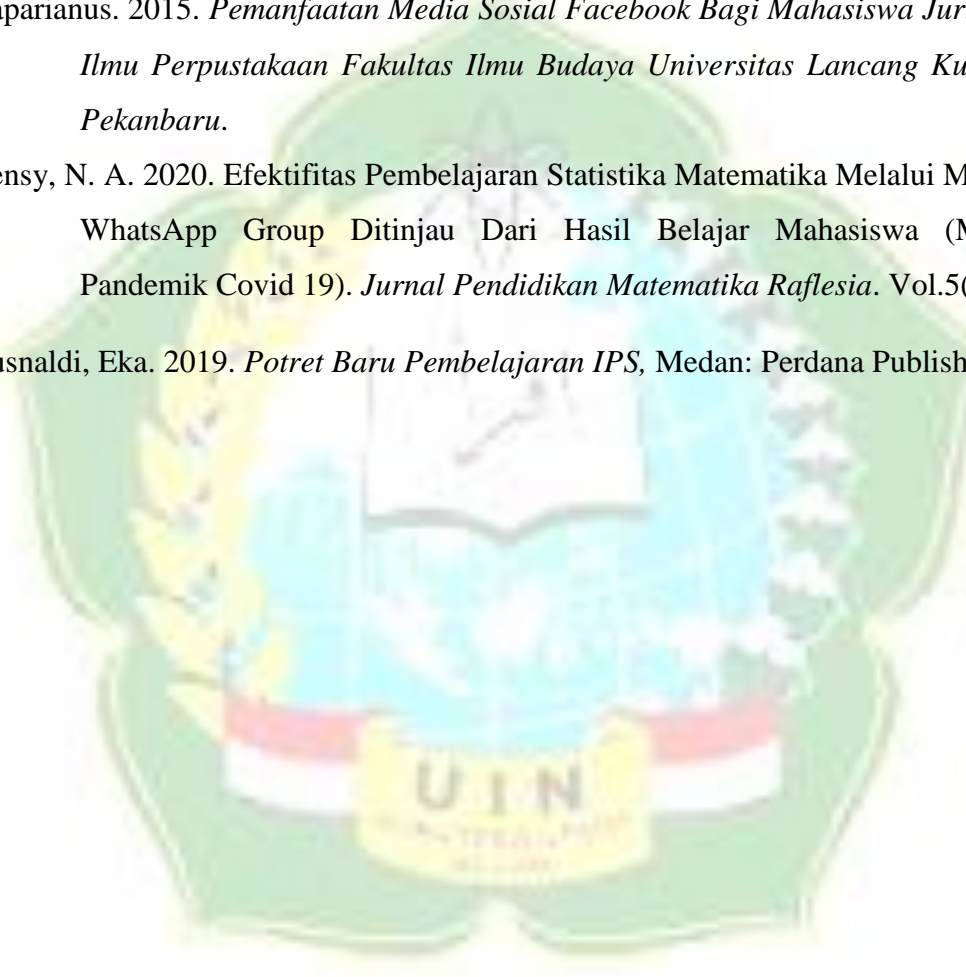 aparianus. 2015. Pemanfaatan Media Sosial Facebook Bagi Mahasiswa Jur
Ilmu Perpustakaan Fakultas Ilmu Budaya Universitas Lancang Ku
Pekanbaru.
ensy, N. A. 2020. Efektifitas Pembelajaran Statistika Matematika Melalui M
WhatsApp Group Ditinjau Dari Hasil Belajar Mahasiswa (M
Pandemik Covid 19). Jurnal Pendidikan Matematika Raflesia. Vol.5(
usnaldi, Eka. 2019. Potret Baru Pembelajaran IPS, Medan: Perdana Publish
UIN